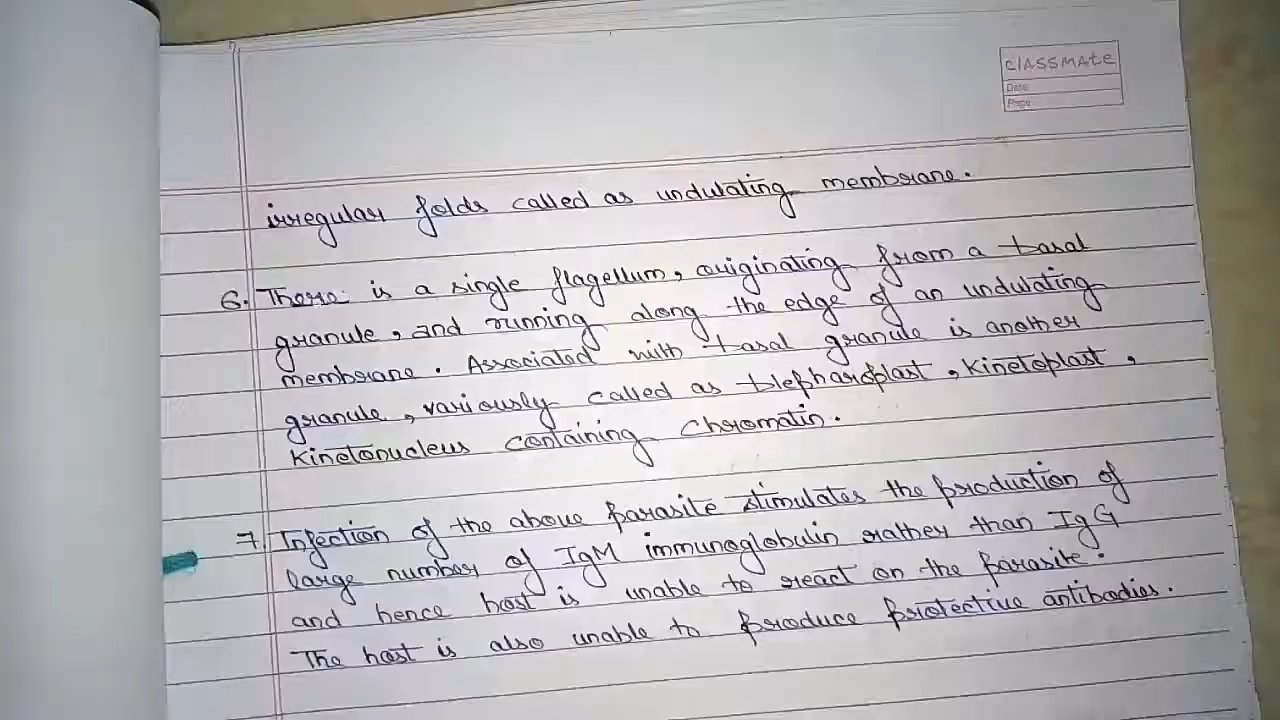 CLASSMATE
Date
Page
irregular folds called as undulating membrane.
6. There is a single flagellum, originating from a basal
granule, and running along the edge of an undulating
membrane. Associated with basal granule is another
granule, variously called as blepharoplast, Kinetoplast,
Kinetonucleus containing chromatin.
7. Infection of the above parasite stimulates the production of
large number of IgM immunoglobulin rather than IgG
and hence host is unable to react on the parasite.
The host is also unable to produce protective antibodies.